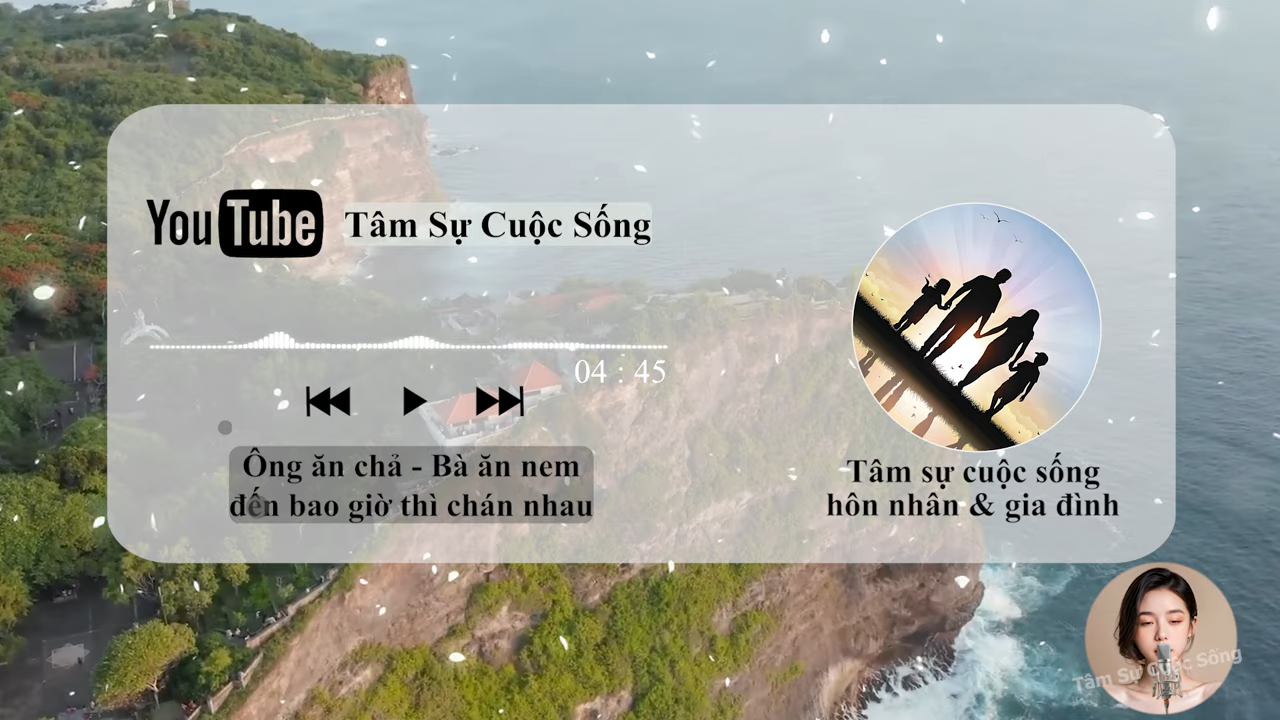 YouTube Tâm Sự Cuộc Sống
04 : 45
Ông ăn chả - Bà ăn nem
đến bao giờ thì chán nhau
Tâm sự cuộc sống
hôn nhân & gia đình
Tâm Sự Cuộc Sống